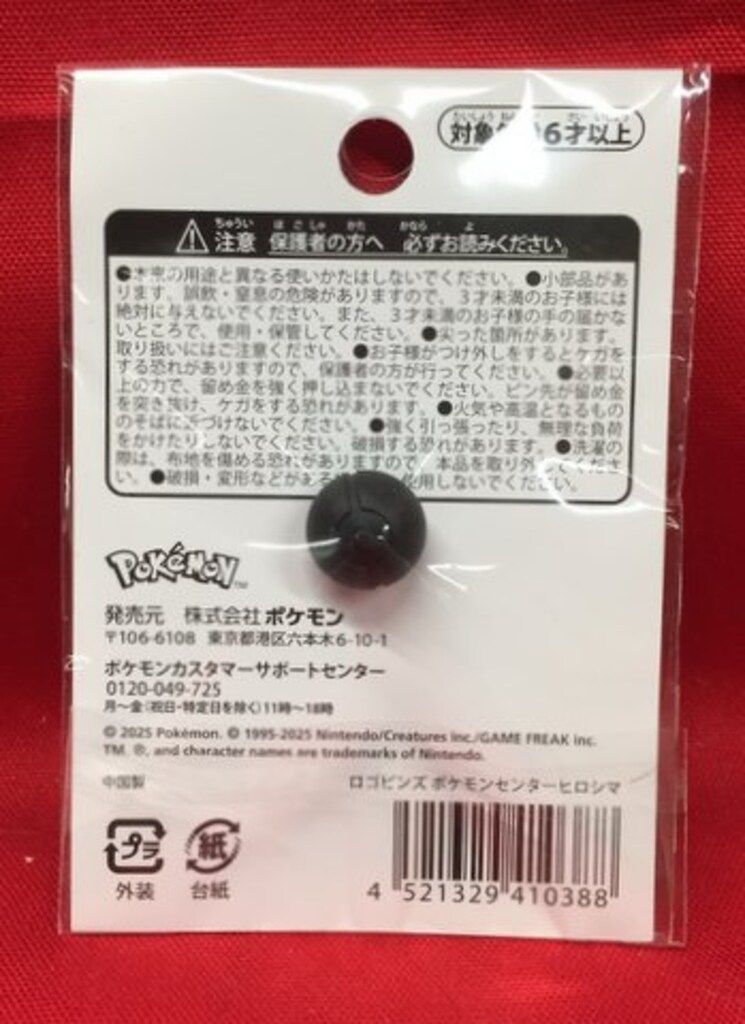 たいしょう
対象 6才以上
ちゅうい ほごしゃ かた かなら よ
注意 保護者の方へ 必ずお読みください。
●本来の用途と異なる使いかたはしないでください。●小部品があ
ります。誤飲・窒息の危険がありますので、3才未満のお子様には
絶対に与えないでください。また、3才未満のお子様の手の届かな
いところで、使用・保管してください。●尖った箇所があります。
取り扱いにはご注意ください。●お子様がつけ外しをするとケガを
する恐れがありますので、保護者の方が行ってください。●必要以
上の力で、留め金を強く押し込まないでください。ピン先が留め金
を突き抜け、ケガをする恐れがあります。●火気や高温となるもの
のそばに近づけないでください。●強く引っ張ったり、無理な負荷
をかけたりしないでください。破損する恐れがあります。●洗濯の
際は、布地を傷める恐れがありますので、本品を取り外してくださ
い。●破損・変形などがある 使用しないでください。
POKéMON TM
発売元 株式会社 ポケモン
〒106-6108 東京都港区六本木6-10-1
ポケモンカスタマーサポートセンター
0120-049-725
月〜金(祝日・特定日を除く)11時〜18時
© 2025 Pokémon. © 1995-2025 Nintendo/Creatures Inc./GAME FREAK inc.
TM, ®, and character names are trademarks of Nintendo.
中国製 ロゴピンズ ポケモンセンターヒロシマ
プラ 紙
外装 台紙
4 521329 410388